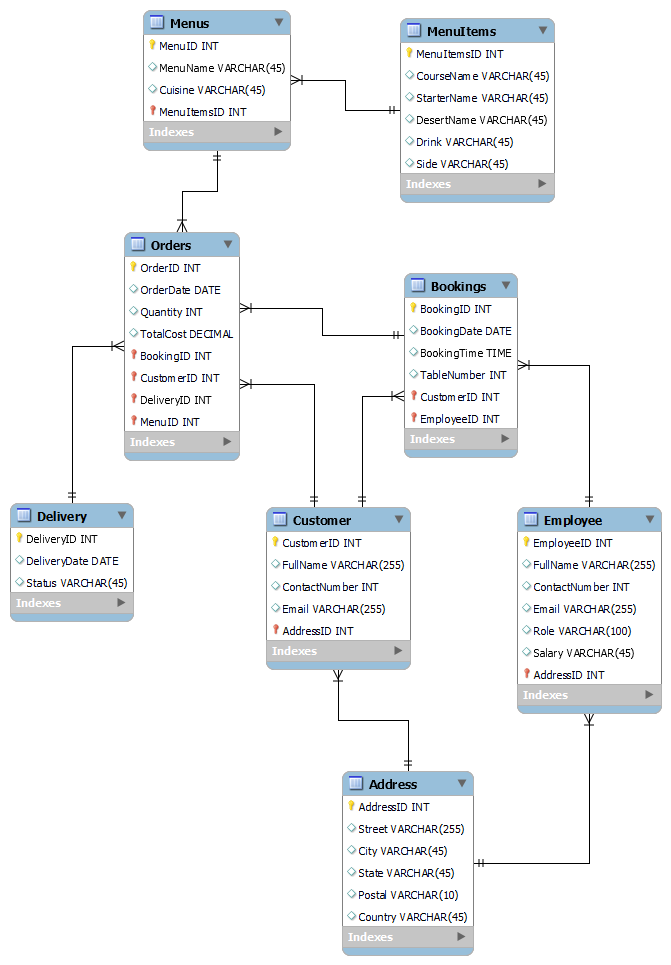 Menus
MenuID INT
MenuName VARCHAR(45)
Cuisine VARCHAR(45)
MenuItemsID INT
Indexes
MenuItems
MenuItemsID INT
CourseName VARCHAR(45)
StarterName VARCHAR(45)
DesertName VARCHAR(45)
Drink VARCHAR(45)
Side VARCHAR(45)
Indexes
Orders
OrderID INT
OrderDate DATE
Quantity INT
TotalCost DECIMAL
BookingID INT
CustomerID INT
DeliveryID INT
MenuID INT
Indexes
Bookings
BookingID INT
BookingDate DATE
BookingTime TIME
TableNumber INT
CustomerID INT
EmployeeID INT
Indexes
Delivery
DeliveryID INT
DeliveryDate DATE
Status VARCHAR(45)
Indexes
Customer
CustomerID INT
FullName VARCHAR(255)
ContactNumber INT
Email VARCHAR(255)
AddressID INT
Indexes
Employee
EmployeeID INT
FullName VARCHAR(255)
ContactNumber INT
Email VARCHAR(255)
Role VARCHAR(100)
Salary VARCHAR(45)
AddressID INT
Indexes
Address
AddressID INT
Street VARCHAR(255)
City VARCHAR(45)
State VARCHAR(45)
Postal VARCHAR(10)
Country VARCHAR(45)
Indexes